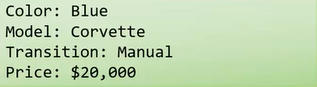 Color: Blue
Model: Corvette
Transition: Manual
Price: $20,000